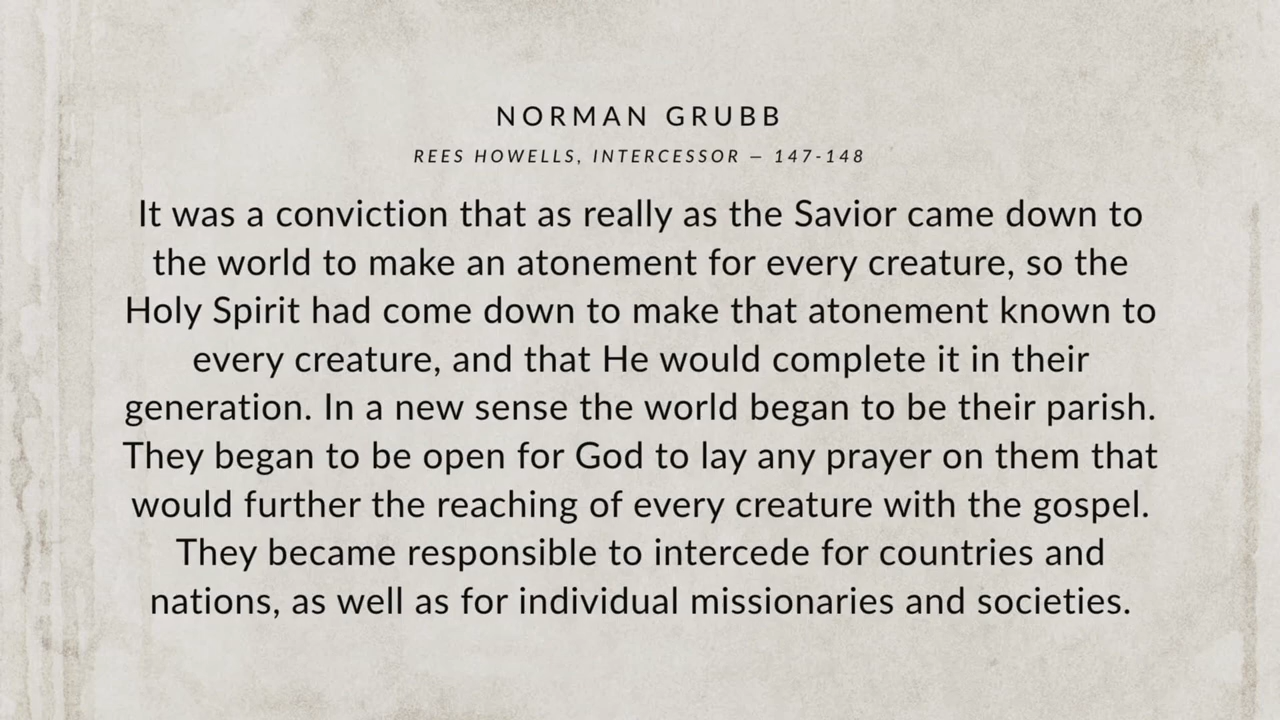 NORMAN GRUBB
REES HOWELLS, INTERCESSOR – 147-148
It was a conviction that as really as the Savior came down to
the world to make an atonement for every creature, so the
Holy Spirit had come down to make that atonement known to
every creature, and that He would complete it in their
generation. In a new sense the world began to be their parish.
They began to be open for God to lay any prayer on them that
would further the reaching of every creature with the gospel.
They became responsible to intercede for countries and
nations, as well as for individual missionaries and societies.